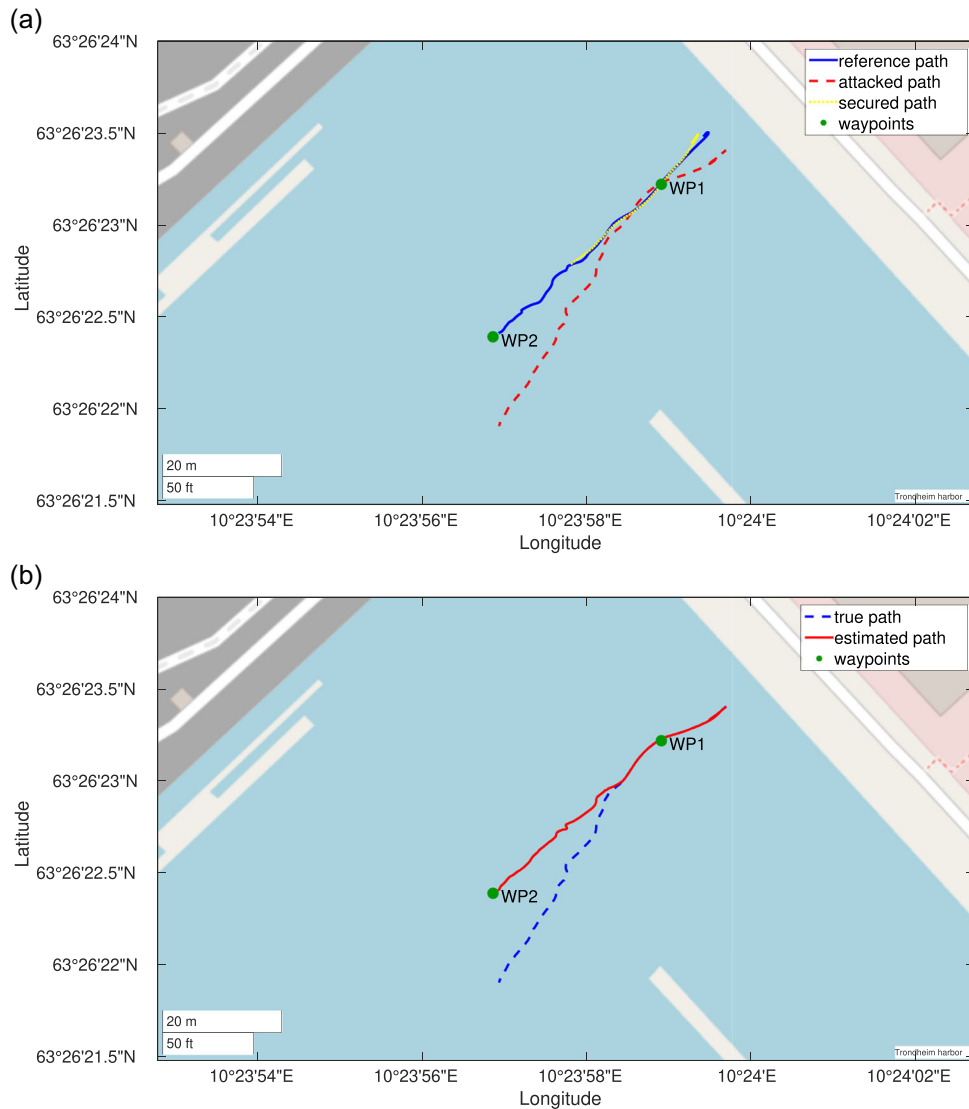 (a)
63°26'24"N
63°26'23.5"N
63°26'23"N
63°26'22.5"N
63°26'22"N
63°26'21.5"N
Latitude
reference path
attacked path
secured path
waypoints
WP1
WP2
20 m
50 ft
Trondheim harbor
10°23'54"E
10°23'56"E
10°23'58"E
10°24'E
10°24'02"E
Longitude
(b)
63°26'24"N
63°26'23.5"N
63°26'23"N
63°26'22.5"N
63°26'22"N
63°26'21.5"N
Latitude
true path
estimated path
waypoints
WP1
WP2
20 m
50 ft
Trondheim harbor
10°23'54"E
10°23'56"E
10°23'58"E
10°24'E
10°24'02"E
Longitude